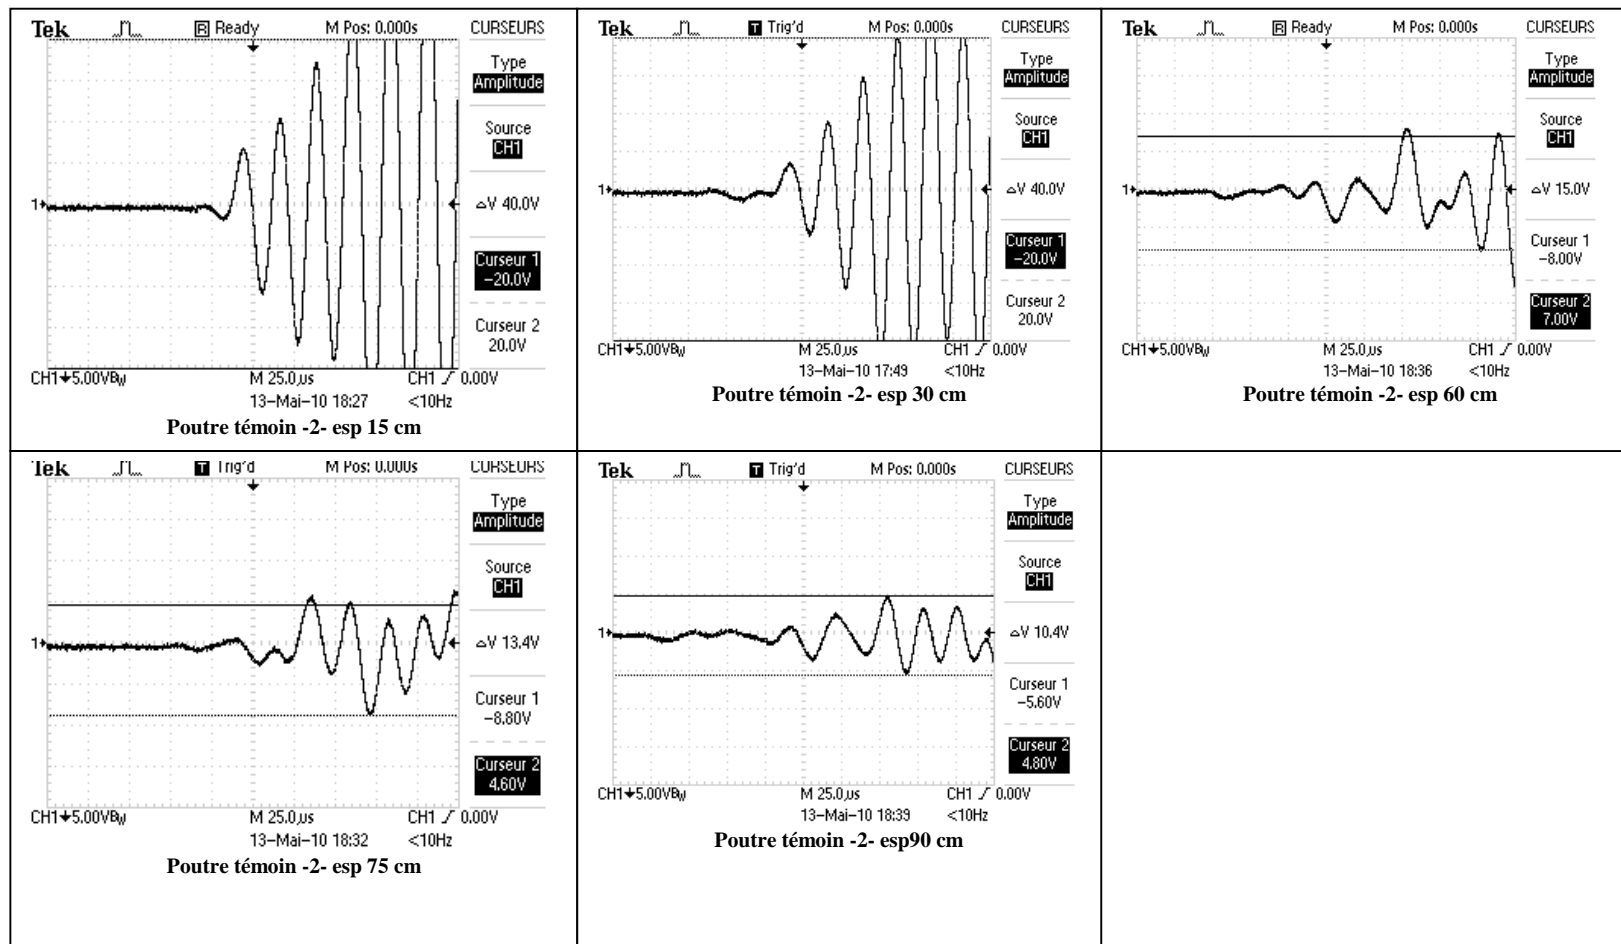 Tek R Ready M Pos: 0.000s CURSEURS
Type
Amplitude
Source
CH1
1
△V 40.0V
Curseur 1
-20.0V
Curseur 2
20.0V
CH1 5.00VBW M 25.0µs CH1 0.00V
13-Mai-10 18:27 <10Hz
Poutre témoin -2- esp 15 cm
Tek T Trig'd M Pos: 0.000s CURSEURS
Type
Amplitude
Source
CH1
1
△V 40.0V
Curseur 1
-20.0V
Curseur 2
20.0V
CH1 5.00VBW M 25.0µs CH1 0.00V
13-Mai-10 17:49 <10Hz
Poutre témoin -2- esp 30 cm
Tek R Ready M Pos: 0.000s CURSEURS
Type
Amplitude
Source
CH1
1
△V 15.0V
Curseur 1
-8.00V
Curseur 2
7.00V
CH1 5.00VBW M 25.0µs CH1 0.00V
13-Mai-10 18:36 <10Hz
Poutre témoin -2- esp 60 cm
Tek T Trig'd M Pos: 0.000s CURSEURS
Type
Amplitude
Source
CH1
1
△V 13.4V
Curseur 1
-8.80V
Curseur 2
4.60V
CH1 5.00VBW M 25.0µs CH1 0.00V
13-Mai-10 18:32 <10Hz
Poutre témoin -2- esp 75 cm
Tek T Trig'd M Pos: 0.000s CURSEURS
Type
Amplitude
Source
CH1
1
△V 10.4V
Curseur 1
-5.60V
Curseur 2
4.80V
CH1 5.00VBW M 25.0µs CH1 0.00V
13-Mai-10 18:39 <10Hz
Poutre témoin -2- esp90 cm